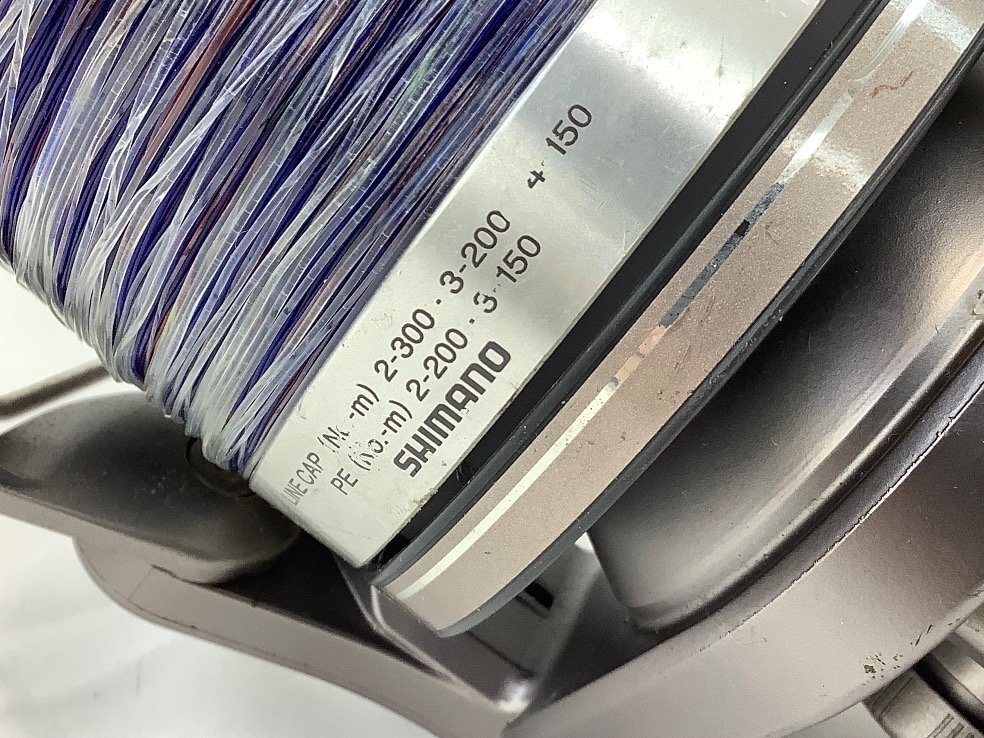 LINE CAP (No.-m) 2-300 · 3-200 4-150
PE (No.-m) 2-200 · 3-150
SHIMANO